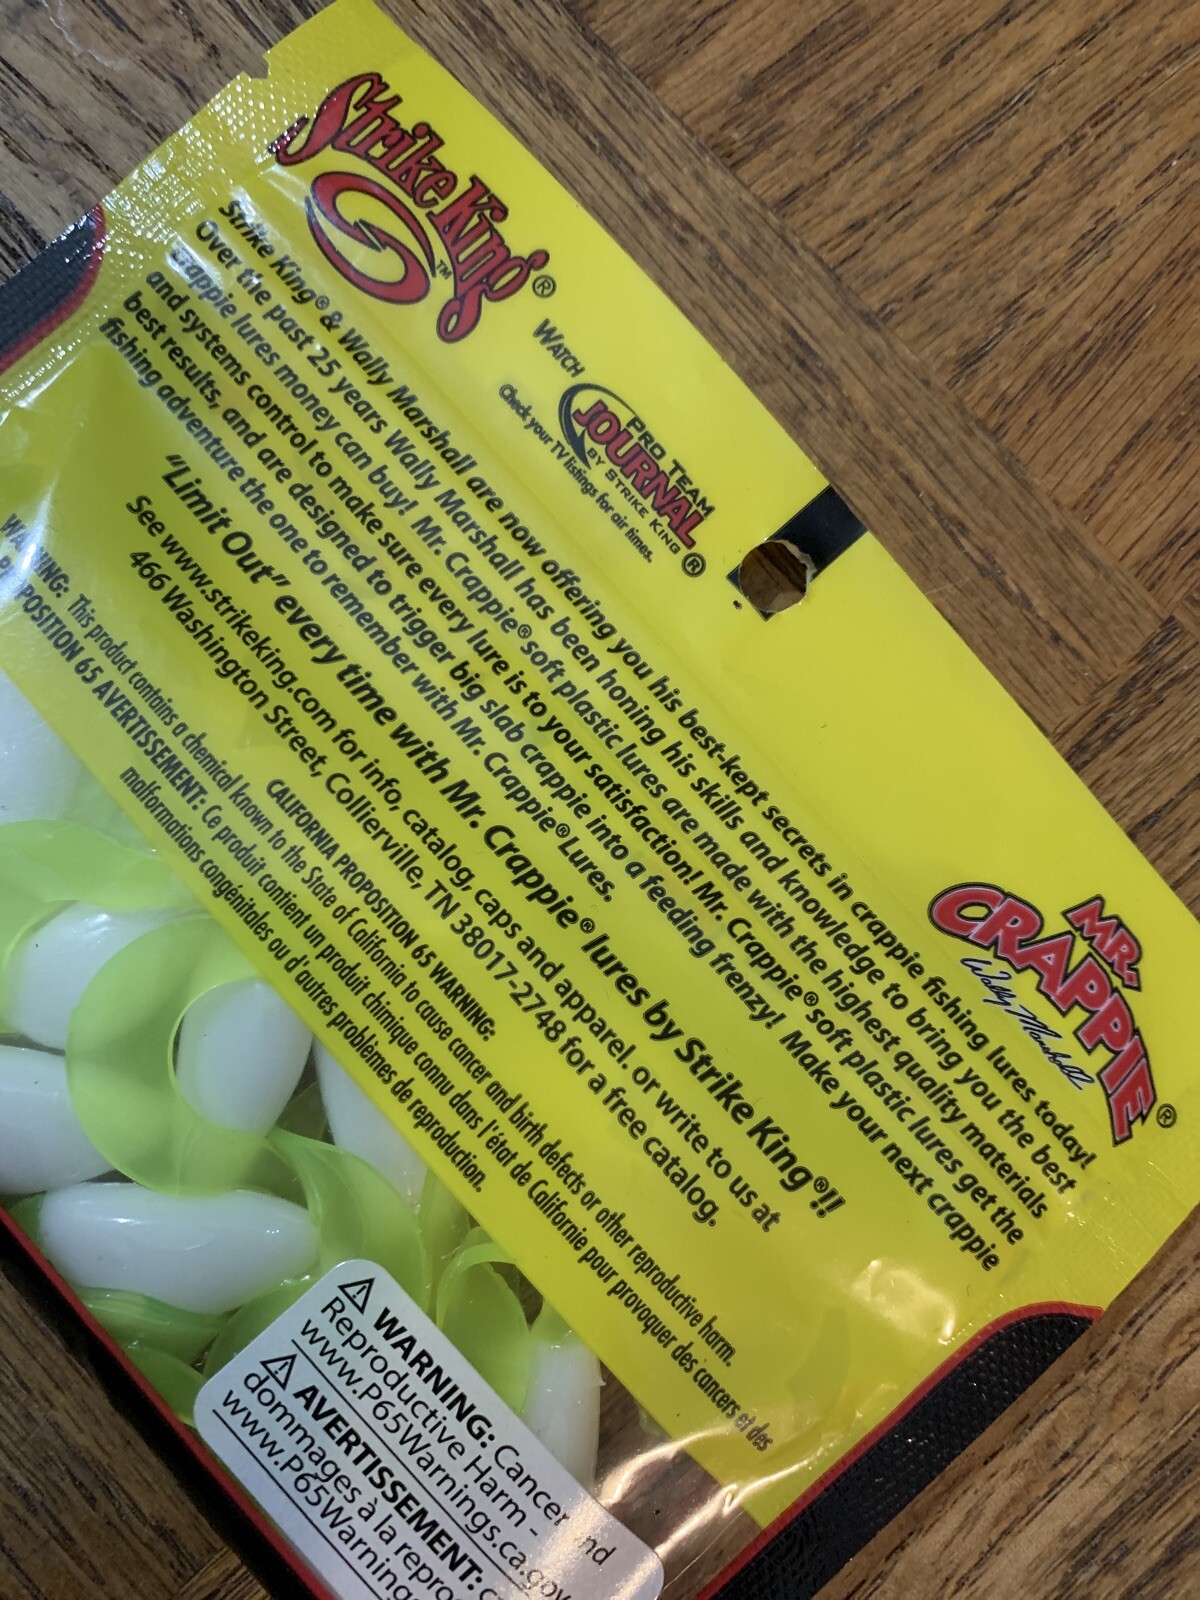 Strike King®
TM
WATCH
PRO TEAM
JOURNAL
BY STRIKE KING®
Check your TV listings for air times.
MR.
CRAPPIE®
Wally Marshall
Strike King® & Wally Marshall are now offering you his best-kept secrets in crappie fishing lures today!
Over the past 25 years Wally Marshall has been honing his skills and knowledge to bring you the best
crappie lures money can buy! Mr. Crappie® soft plastic lures are made with the highest quality materials
and systems control to make sure every lure is to your satisfaction! Mr. Crappie® soft plastic lures get the
best results, and are designed to trigger big slab crappie into a feeding frenzy! Make your next crappie
fishing adventure the one to remember with Mr. Crappie® Lures.
"Limit Out" every time with Mr. Crappie® lures by Strike King®!!
See www.strikeking.com for info, catalog, caps and apparel. or write to us at
466 Washington Street, Collierville, TN 38017-2748 for a free catalog.
CALIFORNIA PROPOSITION 65 WARNING:
WARNING: This product contains a chemical known to the State of California to cause cancer and birth defects or other reproductive harm.
PROPOSITION 65 AVERTISSEMENT: Ce produit contient un produit chimique connu dans l'état de Californie pour provoquer des cancers et des
malformations congénitales ou d'autres problèmes de reproduction.
⚠ WARNING: Cancer and
Reproductive Harm -
www.P65Warnings.ca.gov
⚠ AVERTISSEMENT:
dommages à la repro
www.P65Warning